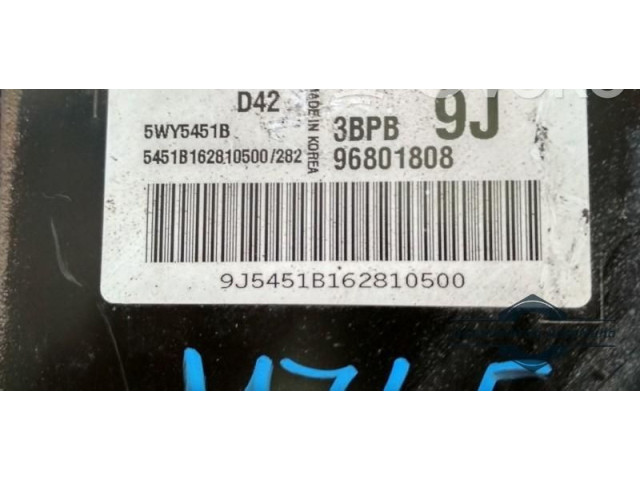 D42
MADE IN KOREA
3BPB 9J
5WY5451B
5451B162810500/282
96801808
9J5451B162810500